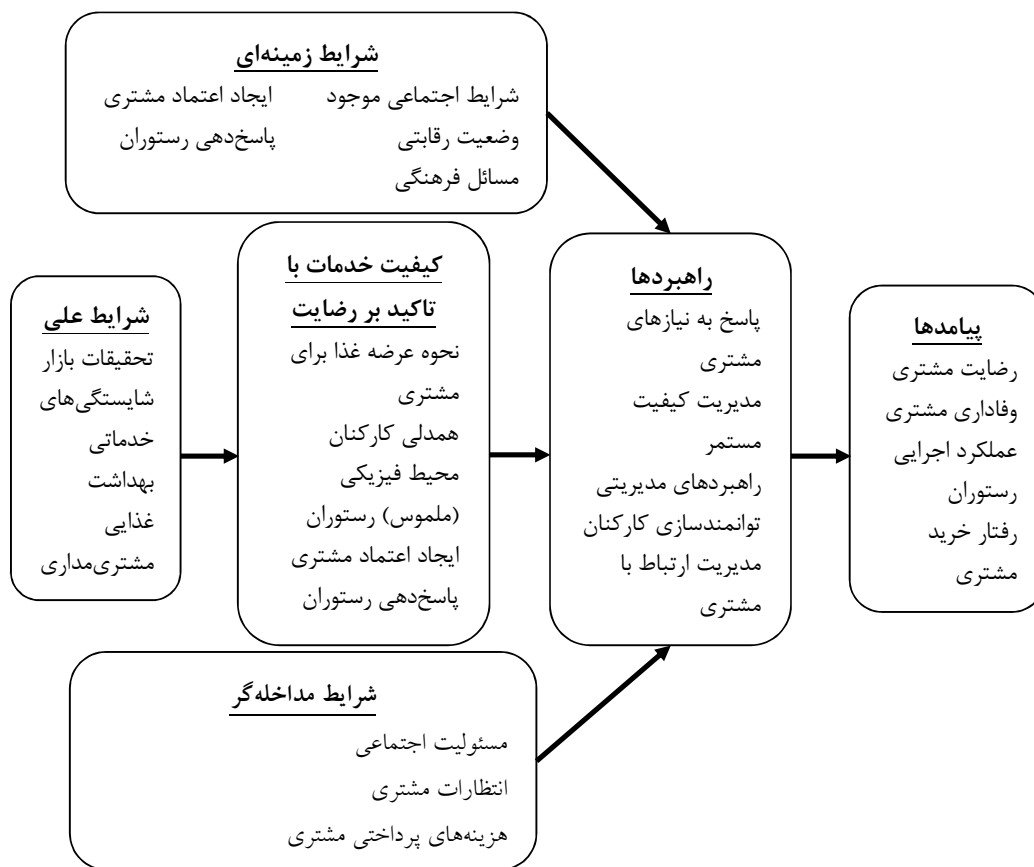 شرایط زمینه‌ای
شرایط اجتماعی موجود
وضعیت رقابتی
مسائل فرهنگی
ایجاد اعتماد مشتری
پاسخ‌دهی رستوران
شرایط علی
تحقیقات بازار
شایستگی‌های
خدماتی
بهداشت
غذایی
مشتری‌مداری
کیفیت خدمات با
تاکید بر رضایت
نحوه عرضه غذا برای
مشتری
همدلی کارکنان
محیط فیزیکی
(ملموس) رستوران
ایجاد اعتماد مشتری
پاسخ‌دهی رستوران
راهبردها
پاسخ به نیازهای
مشتری
مدیریت کیفیت
مستمر
راهبردهای مدیریتی
توانمندسازی کارکنان
مدیریت ارتباط با
مشتری
پیامدها
رضایت مشتری
وفاداری مشتری
عملکرد اجرایی
رستوران
رفتار خرید
مشتری
شرایط مداخله‌گر
مسئولیت اجتماعی
انتظارات مشتری
هزینه‌های پرداختی مشتری